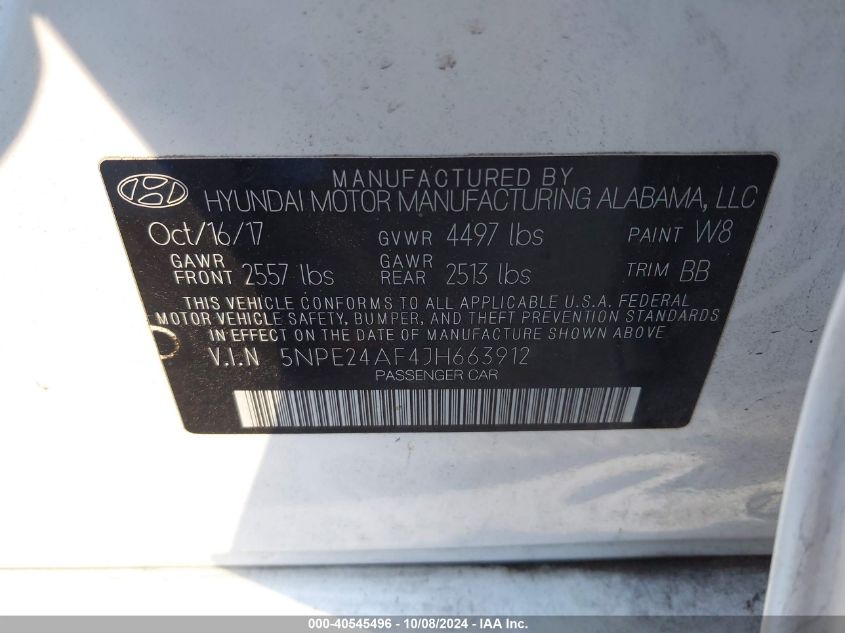 MANUFACTURED BY
HYUNDAI MOTOR MANUFACTURING ALABAMA, LLC
Oct/16/17 GVWR 4497 lbs PAINT W8
GAWR FRONT 2557 lbs GAWR REAR 2513 lbs TRIM BB
THIS VEHICLE CONFORMS TO ALL APPLICABLE U.S.A. FEDERAL
MOTOR VEHICLE SAFETY, BUMPER, AND THEFT PREVENTION STANDARDS
IN EFFECT ON THE DATE OF MANUFACTURE SHOWN ABOVE
V.I.N 5NPE24AF4JH663912
PASSENGER CAR
000-40545496 - 10/08/2024 - IAA Inc.